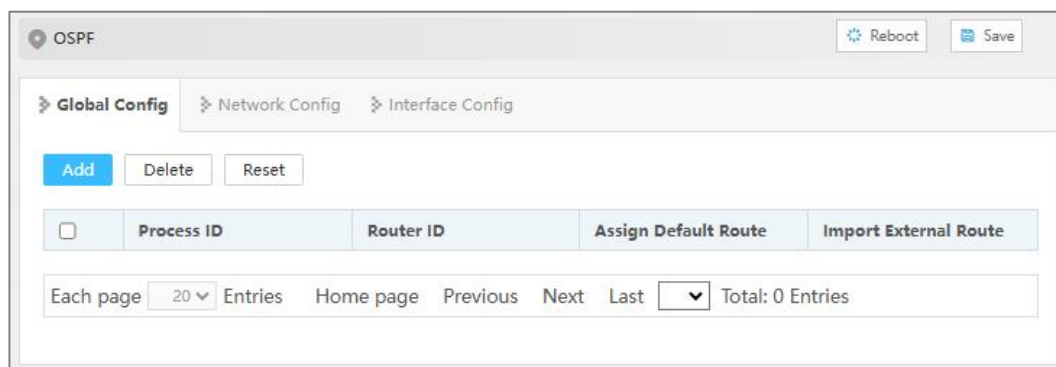 OSPF Reboot Save
Global Config Network Config Interface Config
Add Delete Reset
Process ID Router ID Assign Default Route Import External Route
Each page 20 Entries Home page Previous Next Last Total: 0 Entries